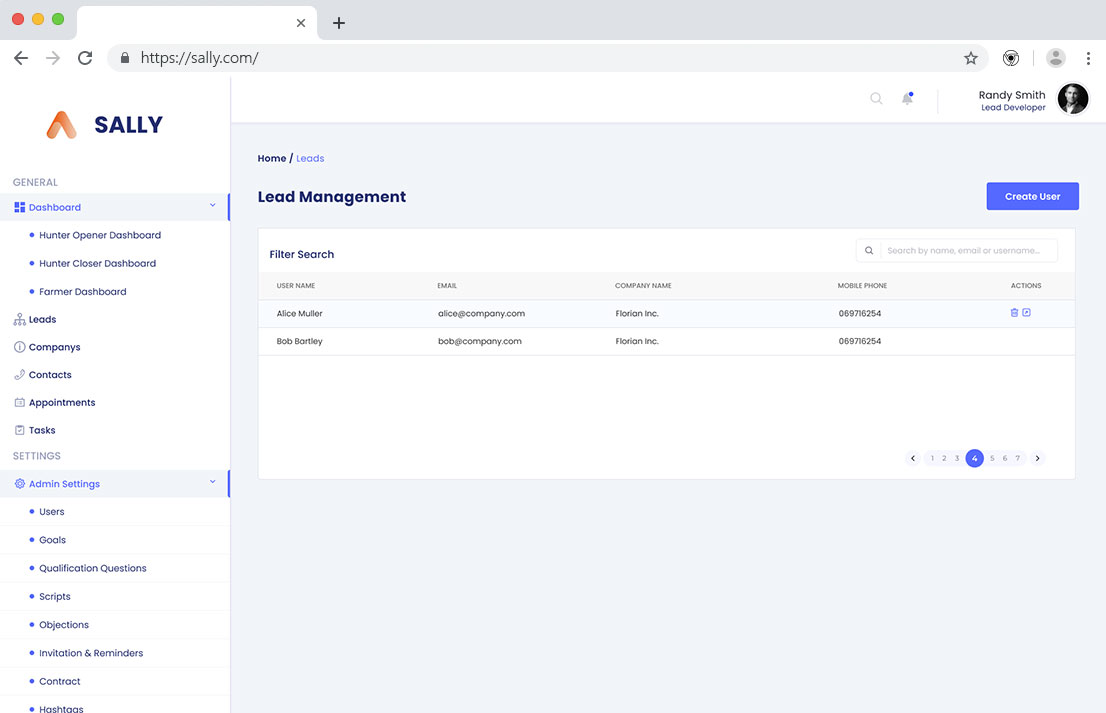 https://sally.com/
Randy Smith
Lead Developer
SALLY
GENERAL
Dashboard
Hunter Opener Dashboard
Hunter Closer Dashboard
Farmer Dashboard
Leads
Companys
Contacts
Appointments
Tasks
SETTINGS
Admin Settings
Users
Goals
Qualification Questions
Scripts
Objections
Invitation & Reminders
Contract
Hashtags
Home / Leads
Lead Management
Create User
Filter Search
Search by name, email or username...
USER NAME EMAIL COMPANY NAME MOBILE PHONE ACTIONS
Alice Muller alice@company.com Florian Inc. 069716254
Bob Bartley bob@company.com Florian Inc. 069716254
1 2 3 4 5 6 7